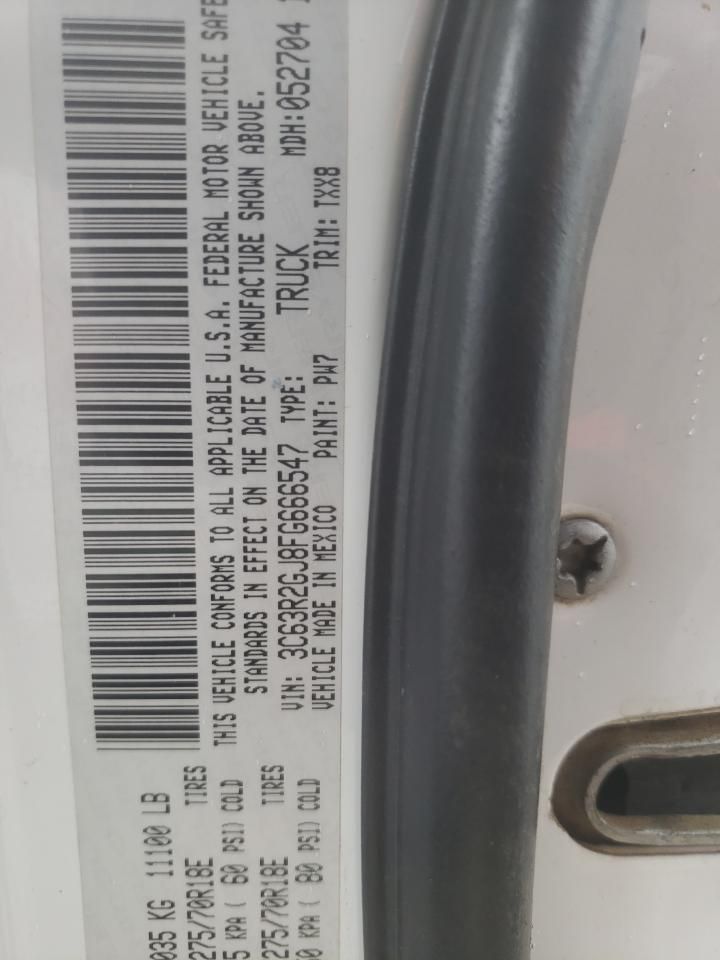 035 KG 11100 LB
275/70R18E TIRES
5 KPA ( 60 PSI) COLD
275/70R18E TIRES
0 KPA ( 80 PSI) COLD
THIS VEHICLE CONFORMS TO ALL APPLICABLE U.S.A. FEDERAL MOTOR VEHICLE SAFE
STANDARDS IN EFFECT ON THE DATE OF MANUFACTURE SHOWN ABOVE.
VIN: 3C63R2GJ8FG666547 TYPE: TRUCK MDH: 052704 1
VEHICLE MADE IN MEXICO PAINT: PW7 TRIM: TXX8